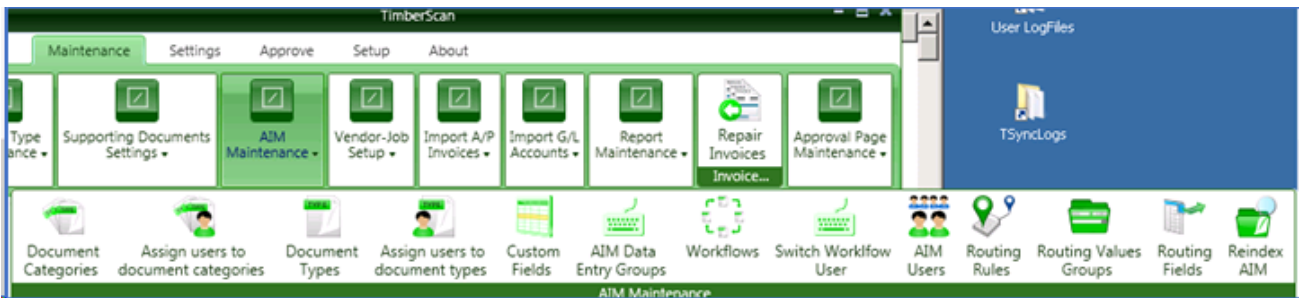 TimberScan
User LogFiles
Maintenance Settings Approve Setup About
TSyncLogs
Type Supporting Documents AIM Vendor-Job Import A/P Import G/L Report Repair Approval Page
Settings Maintenance Setup Invoices Accounts Maintenance Invoices Maintenance
Invoice...
Document Assign users to Document Assign users to Custom AIM Data Workflows Switch Worklfow AIM Routing Routing Values Routing Reindex
Categories document categories Types document types Fields Entry Groups User Users Rules Groups Fields AIM
AIM Maintenance